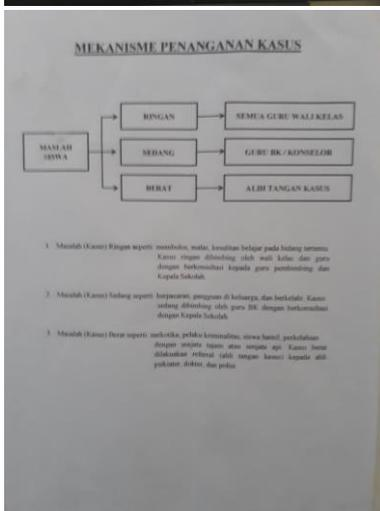 MEKANISME PENANGANAN KASUS
RINGAN
SEMUA GURU WALI KELAS
MASLAH
SISWA
SEDANG
GURU BK / KONSELOR
BERAT
ALIH TANGAN KASUS
1. Masalah (Kasus) Ringan seperti: membolos, malas, kesulitan belajar pada bidang tertentu.
Kasus ringan dibimbing oleh wali kelas dan guru
dengan berkonsultasi kepada guru pembimbing dan
Kepala Sekolah.
2. Masalah (Kasus) Sedang seperti: berpacaran, gangguan di keluarga, dan berkelahi. Kasus
sedang dibimbing oleh guru BK dengan berkonsultasi
dengan Kepala Sekolah.
3. Masalah (Kasus) Berat seperti: narkotika, pelaku kriminalitas, siswa hamil, perkelahian
dengan senjata tajam atau senjata api. Kasus berat
dilakukan referal (alih tangan kasus) kepada ahli
psikiater, dokter, dan polisi